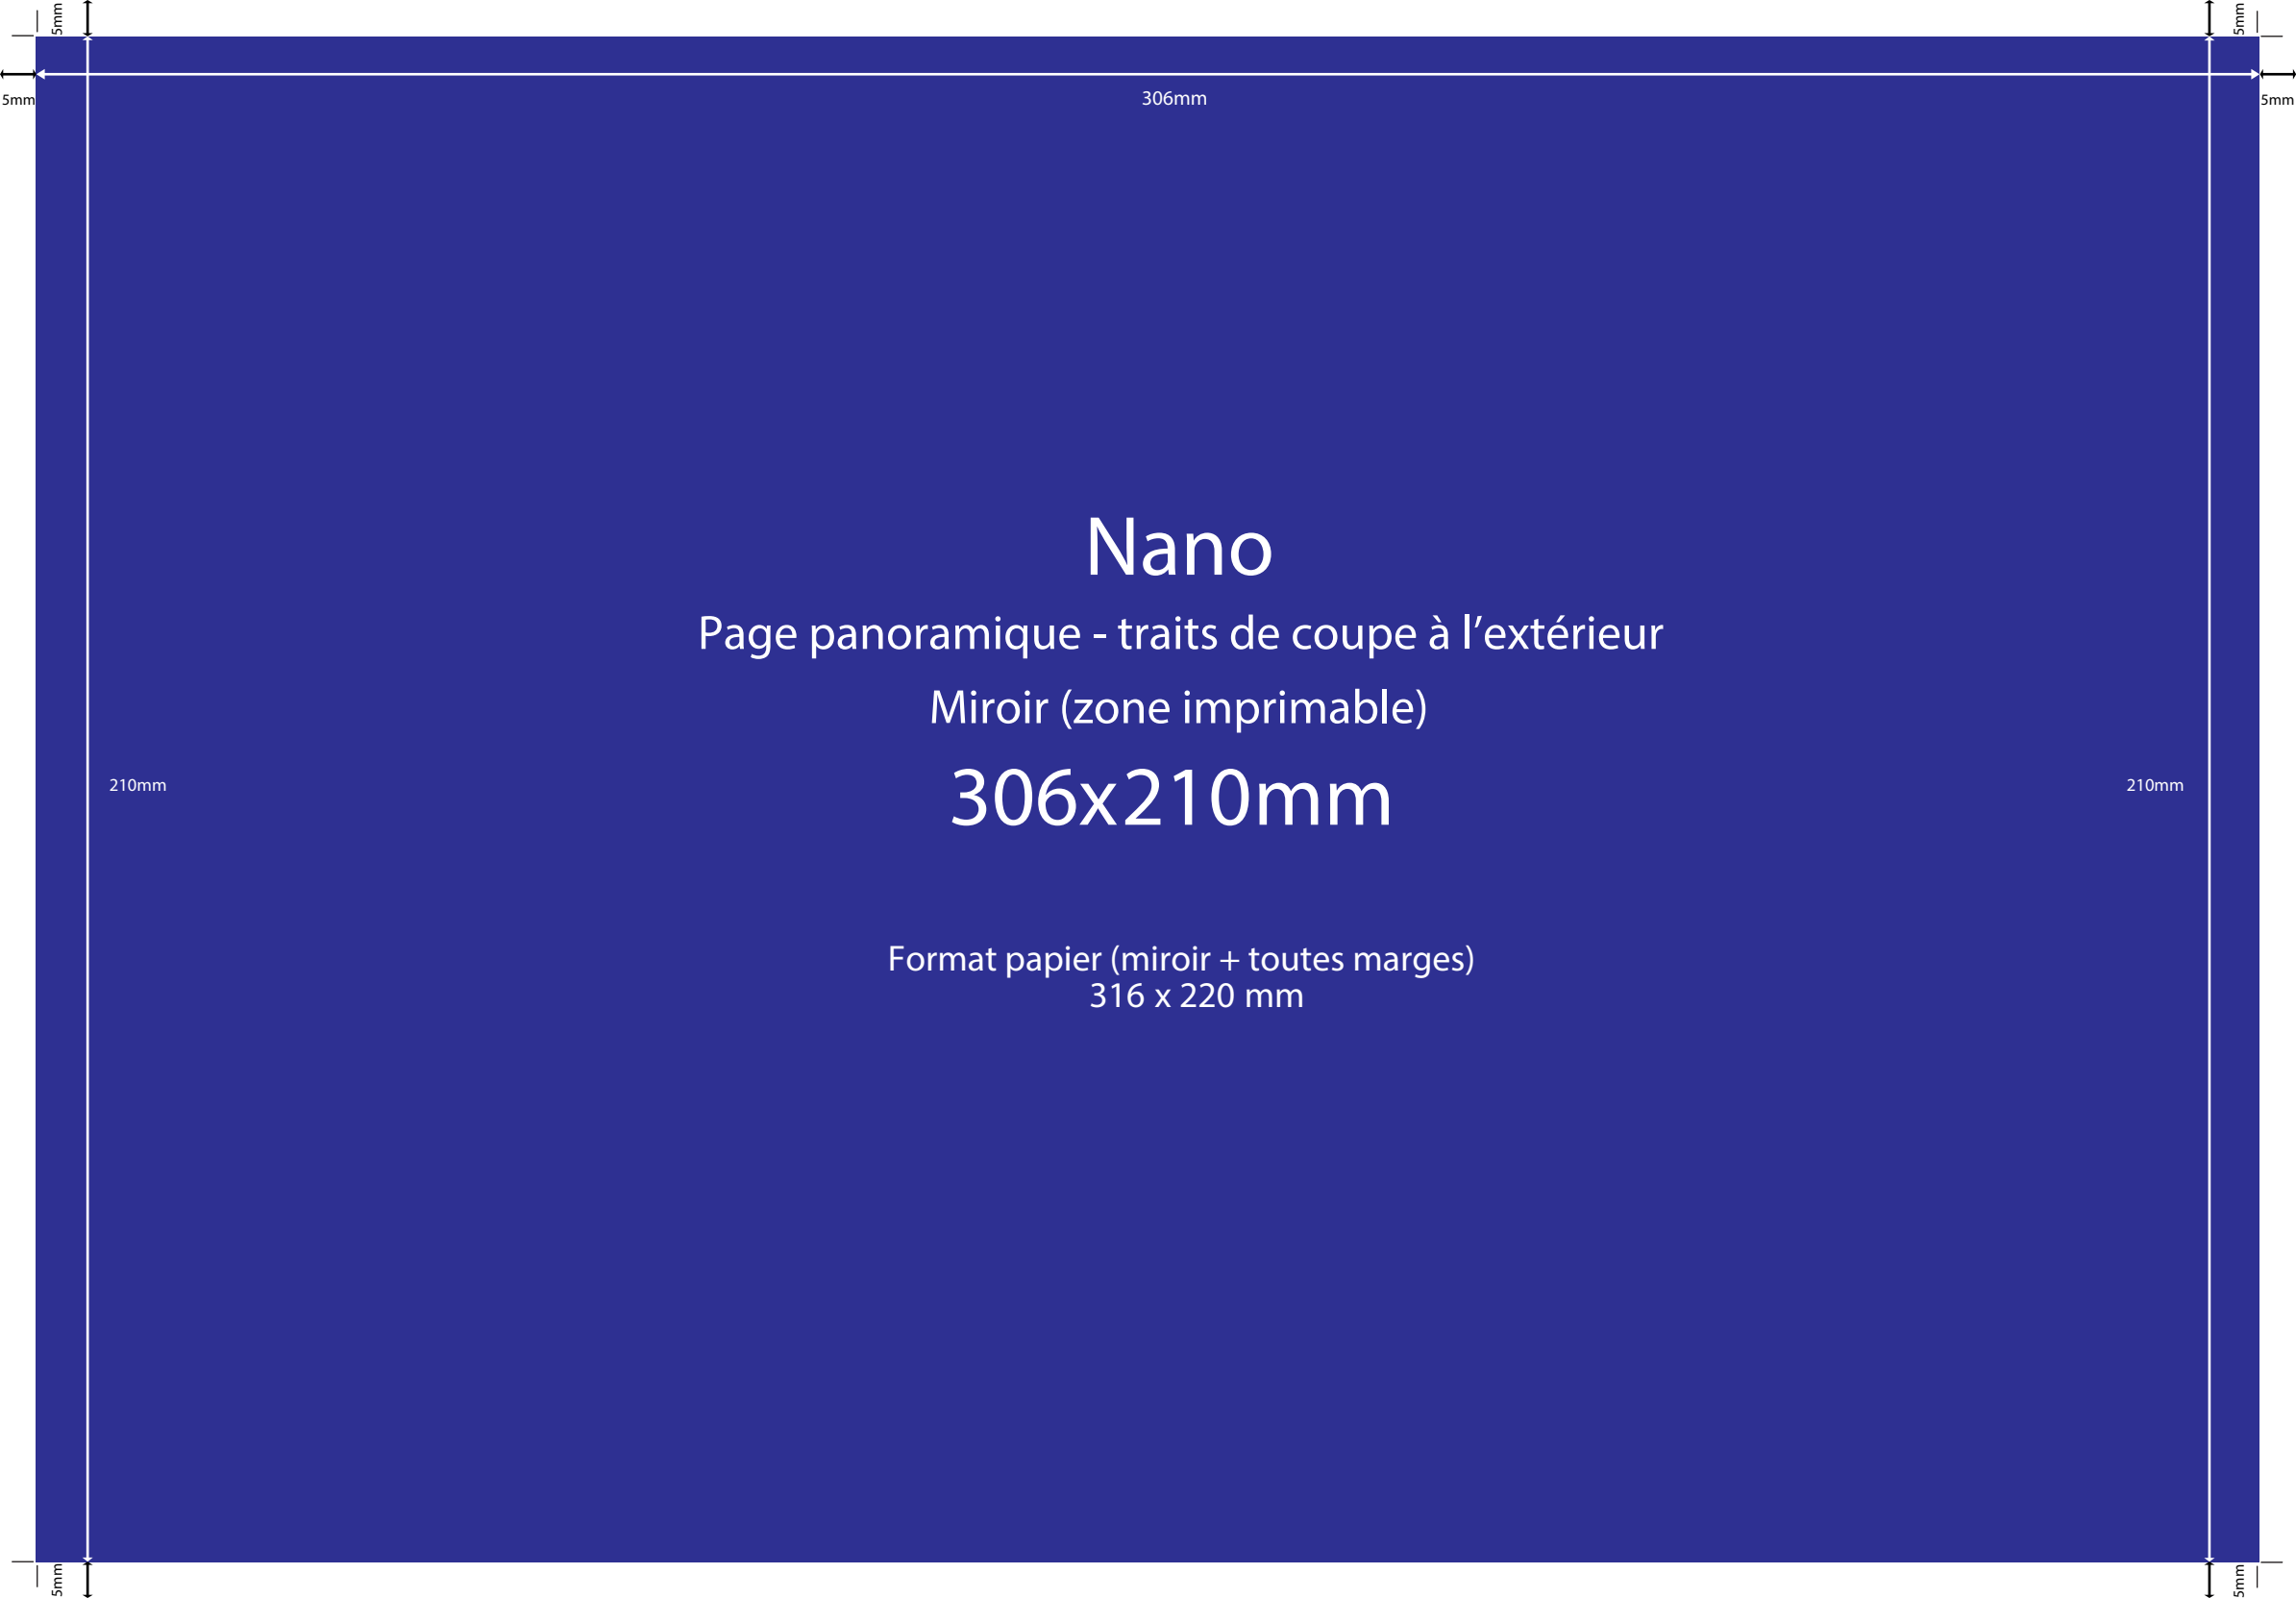 5mm
5mm
306mm
5mm
5mm
Nano
Page panoramique - traits de coupe à l’extérieur
Miroir (zone imprimable)
306x210mm
210mm
210mm
Format papier (miroir + toutes marges)
316 x 220 mm
5mm
5mm